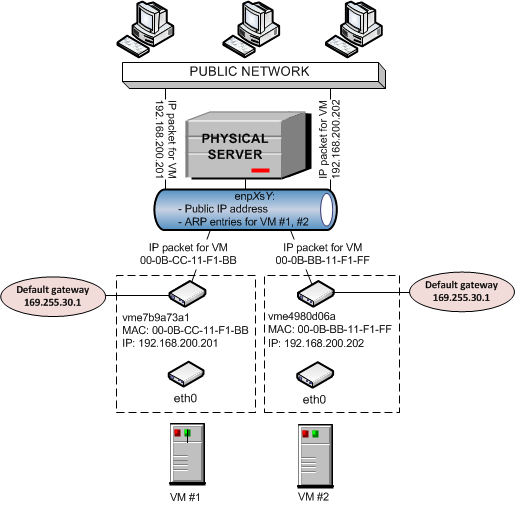 PUBLIC NETWORK
IP packet for VM
192.168.200.201
IP packet for VM
192.168.200.202
PHYSICAL
SERVER
enpXsY:
- Public IP address
- ARP entries for VM #1, #2
IP packet for VM
00-0B-CC-11-F1-BB
IP packet for VM
00-0B-BB-11-F1-FF
Default gateway
169.255.30.1
Default gateway
169.255.30.1
vme7b9a73a1
MAC: 00-0B-CC-11-F1-BB
IP: 192.168.200.201
vme4980d06a
MAC: 00-0B-BB-11-F1-FF
IP: 192.168.200.202
eth0
eth0
VM #1
VM #2